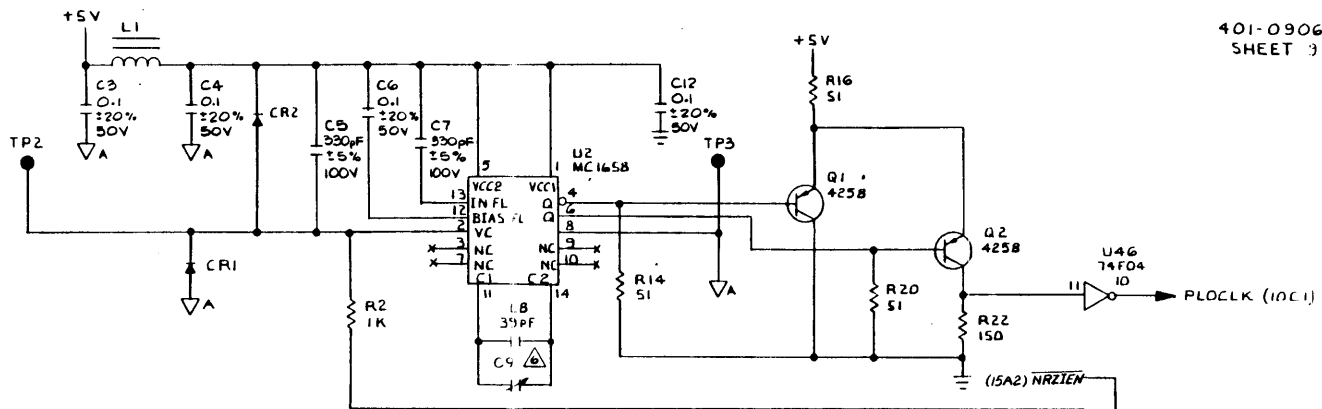 401-0906
SHEET 9
+5V
L1
C3
0.1
±20%
50V
A
C4
0.1
±20%
50V
A
CR2
C5
330pF
±5%
100V
C6
0.1
±20%
50V
C7
330pF
±5%
100V
C12
0.1
±20%
50V
+5V
R16
51
TP2
TP3
U2
MC1658
5
1
VCC2
VCC1
13
IN FL
Q
4
12
BIAS FL
Q
6
2
VC
8
3
NC
NC
9
7
NC
NC
10
C1
C2
11
14
Q1
4258
Q2
4258
CR1
A
R2
1K
39PF
C9
6
R14
51
A
R20
51
R22
150
U46
74F04
11
10
PLOCLK (10C1)
(15A2) NRZIEN